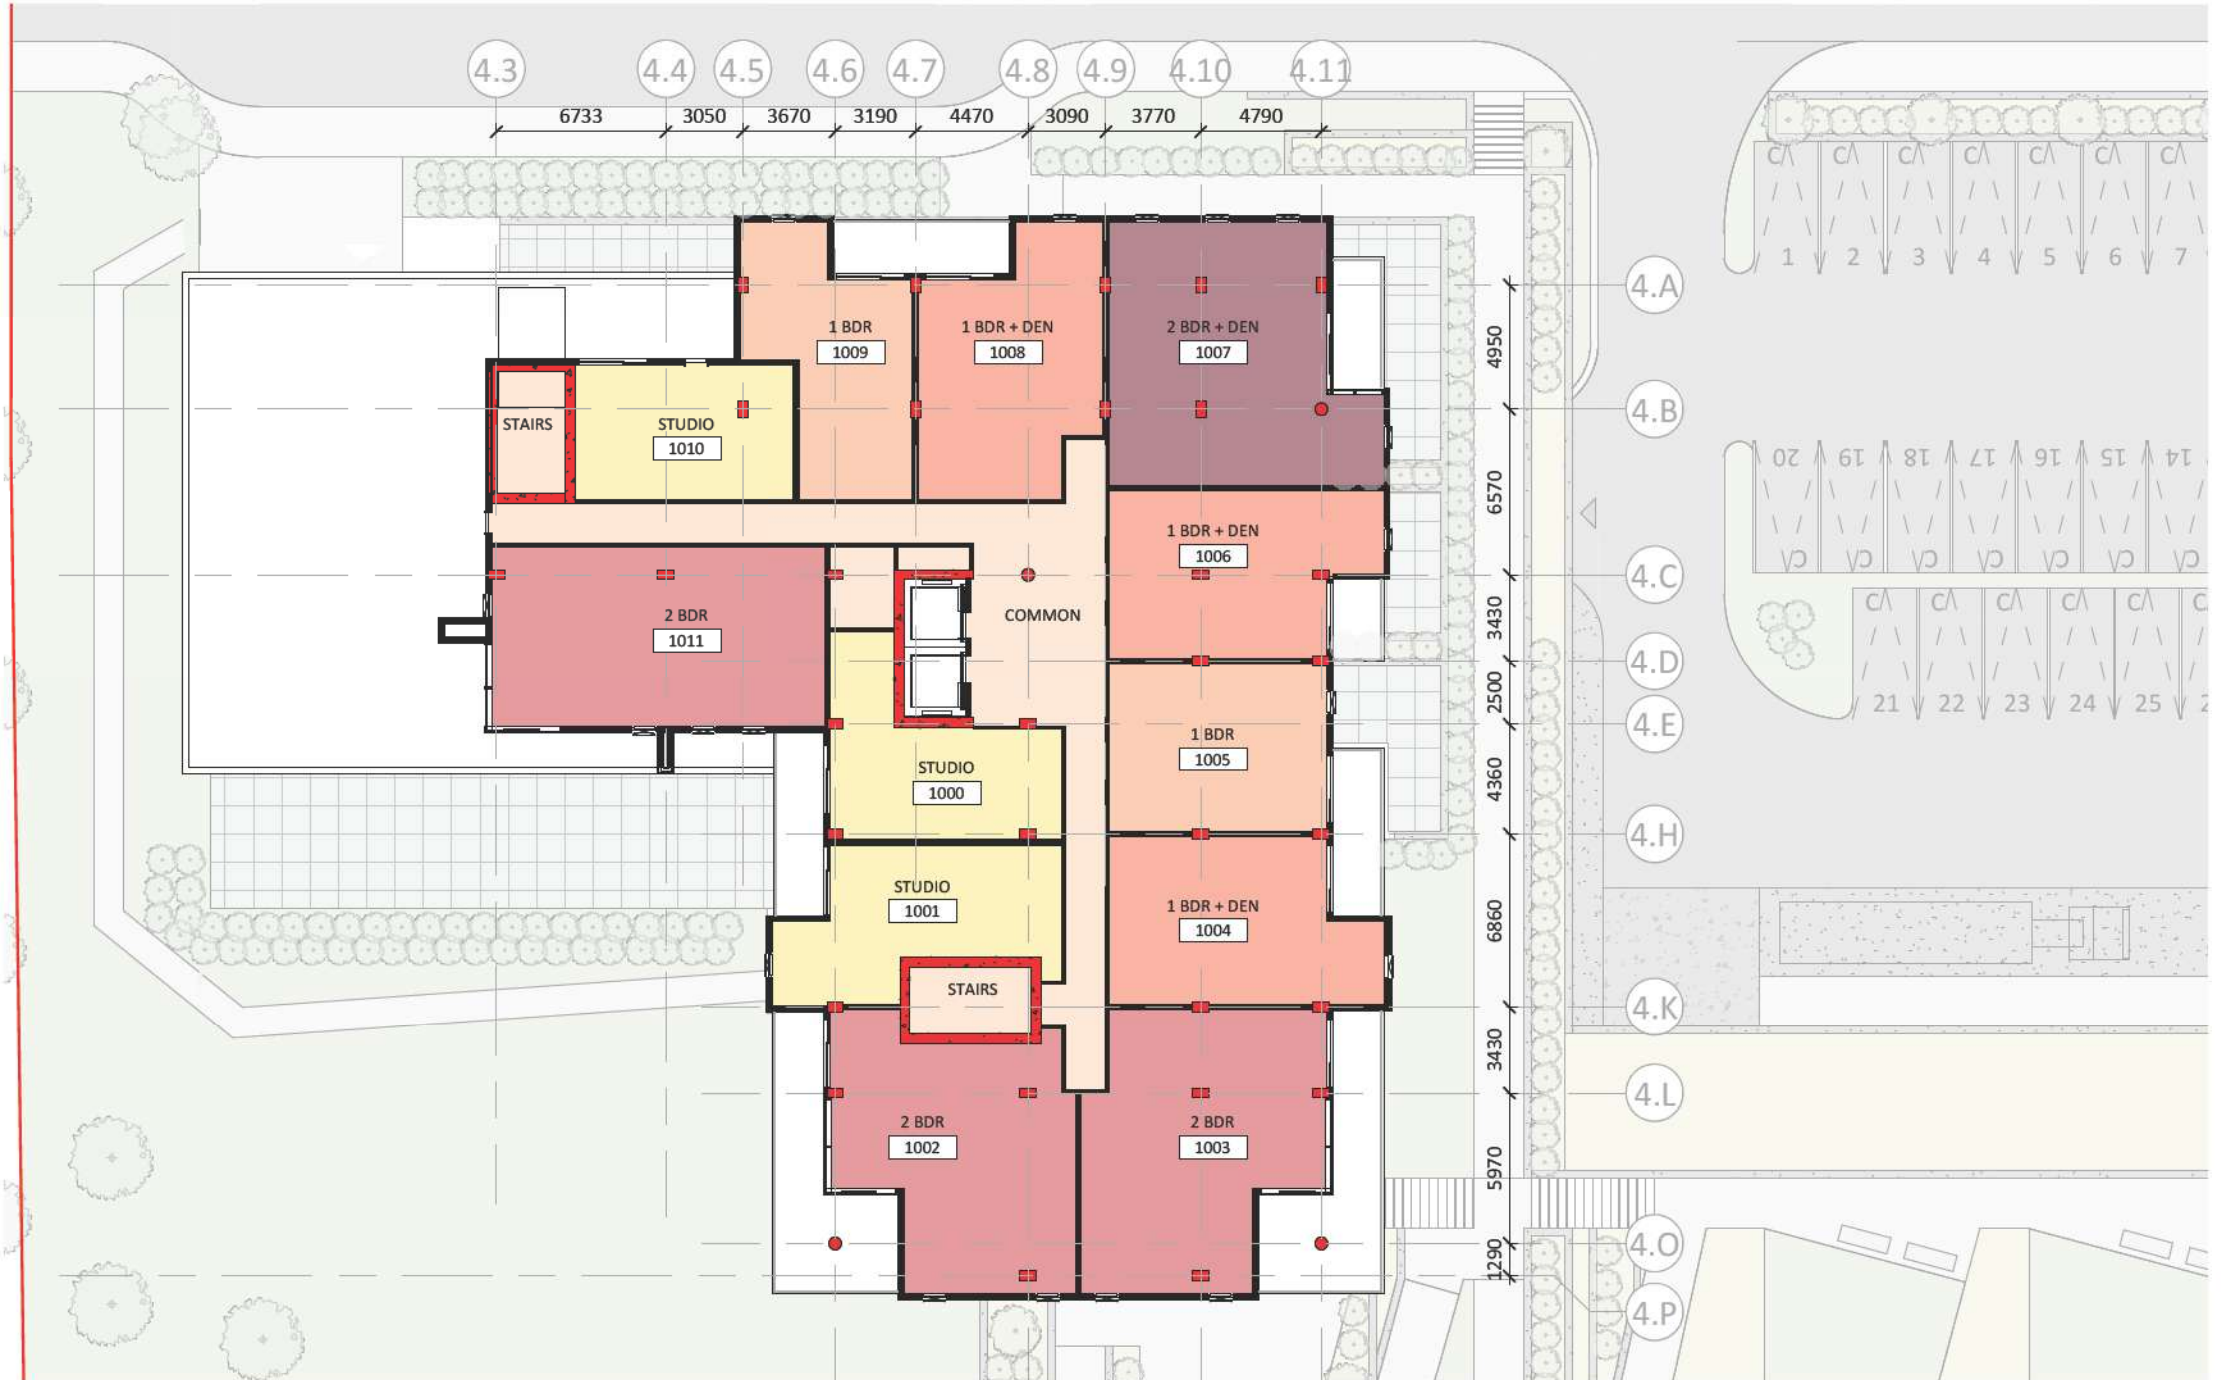 4.3 4.4 4.5 4.6 4.7 4.8 4.9 4.10 4.11
6733 3050 3670 3190 4470 3090 3770 4790
C/\ C/\ C/\ C/\ C/\ C/\ C/\
1 2 3 4 5 6 7
4.A
4950
4.B
6570
4.C
3430
4.D
2500
4.E
4360
4.H
6860
4.K
3430
4.L
5970
4.O
1290
4.P
1 BDR
1009
1 BDR + DEN
1008
2 BDR + DEN
1007
STAIRS
STUDIO
1010
20 19 18 17 16 15 14
C/\ C/\ C/\ C/\ C/\ C/\ C/\
1 BDR + DEN
1006
2 BDR
1011
COMMON
C/\ C/\ C/\ C/\ C/\
21 22 23 24 25
1 BDR
1005
STUDIO
1000
STUDIO
1001
1 BDR + DEN
1004
STAIRS
2 BDR
1002
2 BDR
1003